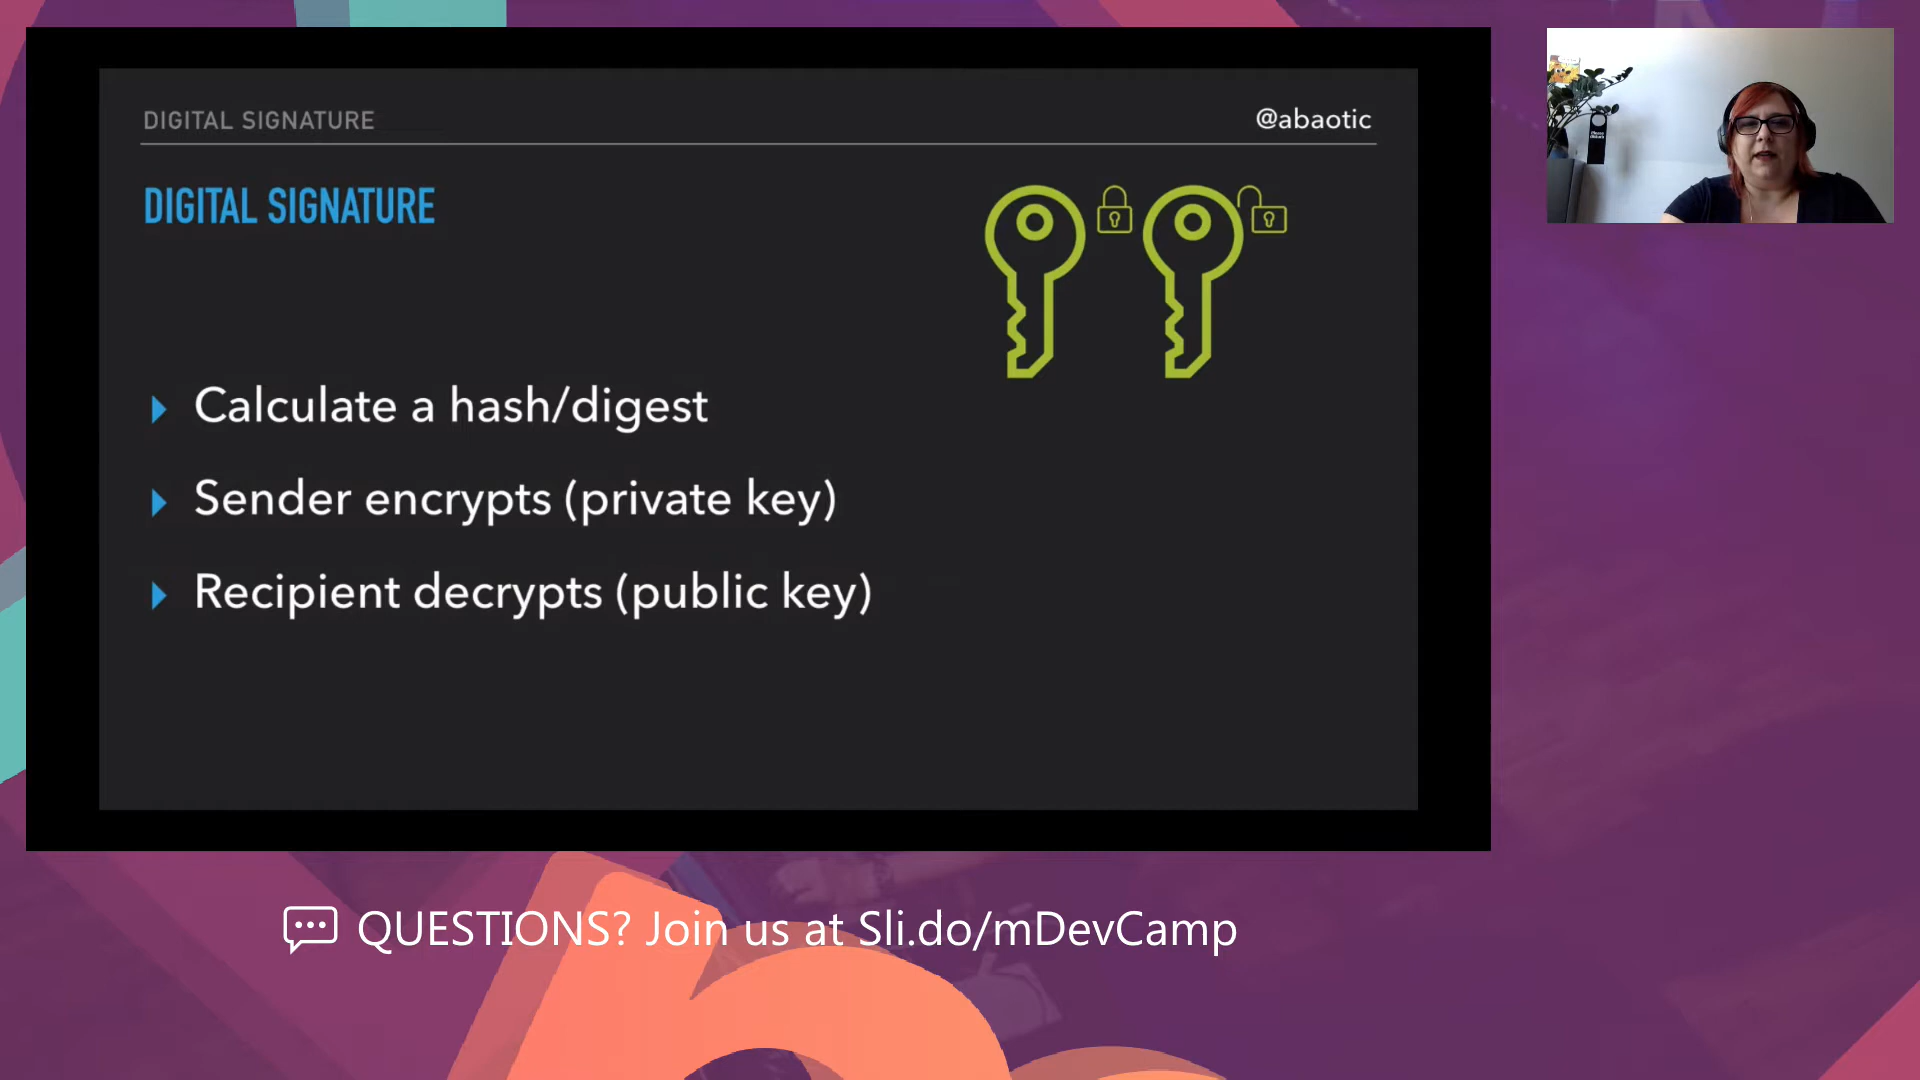 DIGITAL SIGNATURE
@abaotic
DIGITAL SIGNATURE
Calculate a hash/digest
Sender encrypts (private key)
Recipient decrypts (public key)
QUESTIONS? Join us at Sli.do/mDevCamp